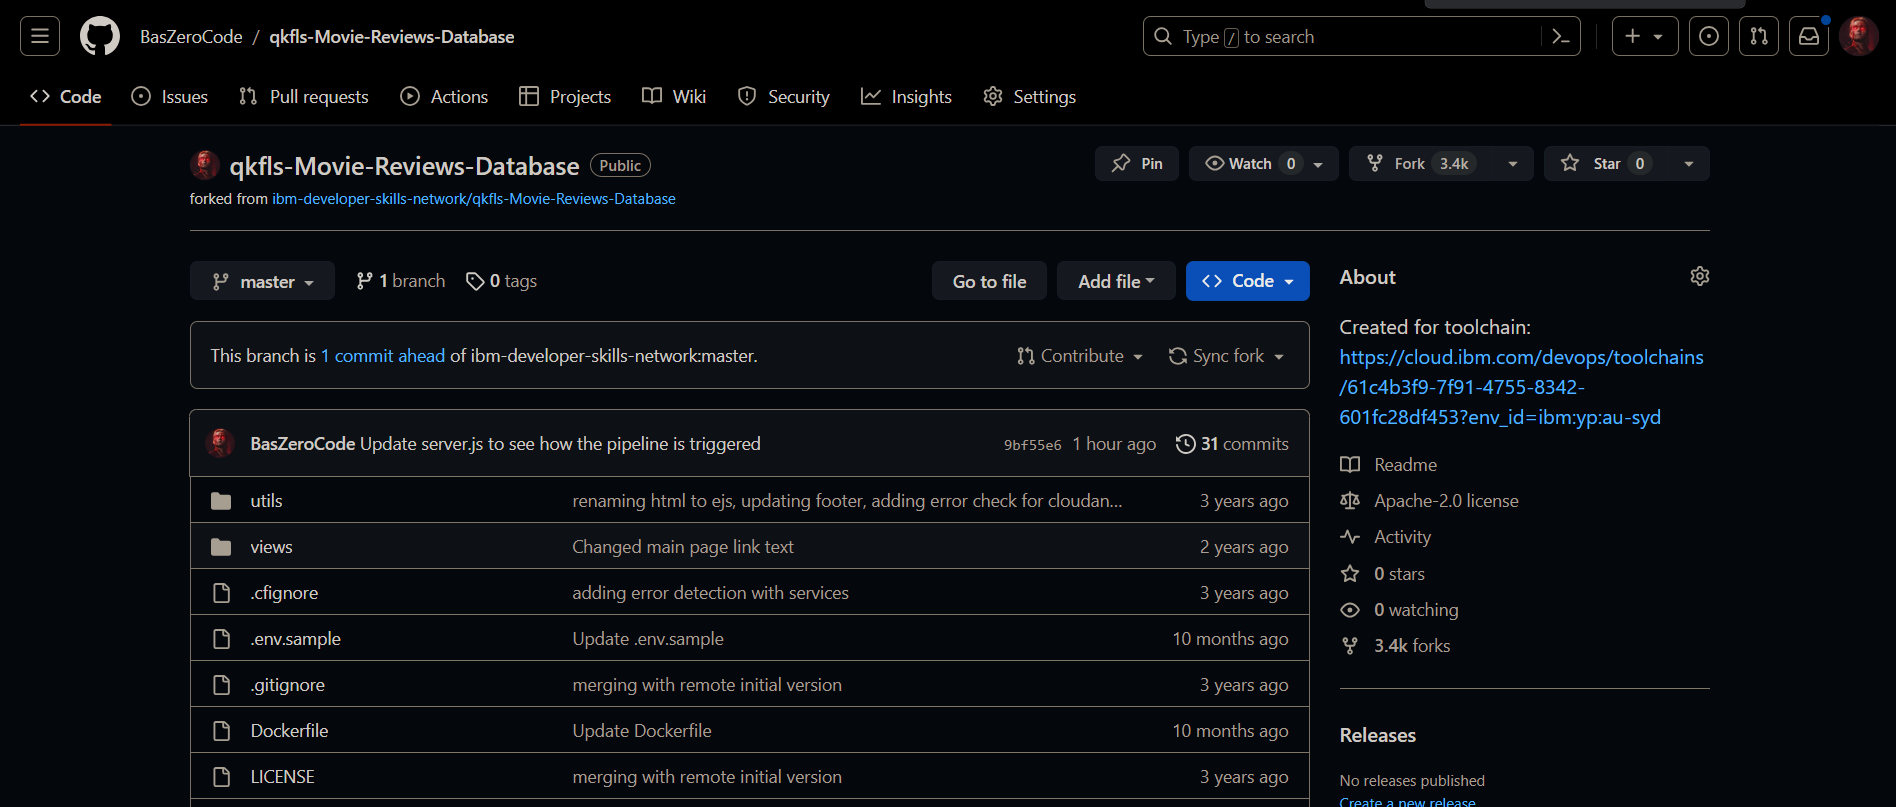 BasZeroCode / qkfls-Movie-Reviews-Database
Type / to search
Code Issues Pull requests Actions Projects Wiki Security Insights Settings
qkfls-Movie-Reviews-Database Public
Pin Watch 0 Fork 3.4k Star 0
forked from ibm-developer-skills-network/qkfls-Movie-Reviews-Database
master 1 branch 0 tags Go to file Add file Code
This branch is 1 commit ahead of ibm-developer-skills-network:master. Contribute Sync fork
BasZeroCode Update server.js to see how the pipeline is triggered 9bf55e6 1 hour ago 31 commits
utils renaming html to ejs, updating footer, adding error check for cloudan... 3 years ago
views Changed main page link text 2 years ago
.cfignore adding error detection with services 3 years ago
.env.sample Update .env.sample 10 months ago
.gitignore merging with remote initial version 3 years ago
Dockerfile Update Dockerfile 10 months ago
LICENSE merging with remote initial version 3 years ago
About
Created for toolchain:
https://cloud.ibm.com/devops/toolchains
/61c4b3f9-7f91-4755-8342-
601fc28df453?env_id=ibm:yp:au-syd
Readme
Apache-2.0 license
Activity
0 stars
0 watching
3.4k forks
Releases
No releases published
Create a new release